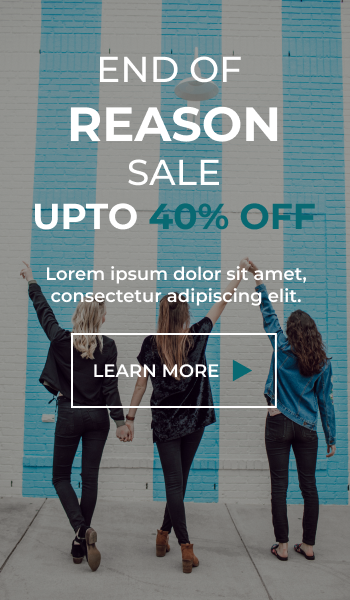 END OF
REASON
SALE
UPTO 40% OFF
Lorem ipsum dolor sit amet,
consectetur adipiscing elit.
LEARN MORE